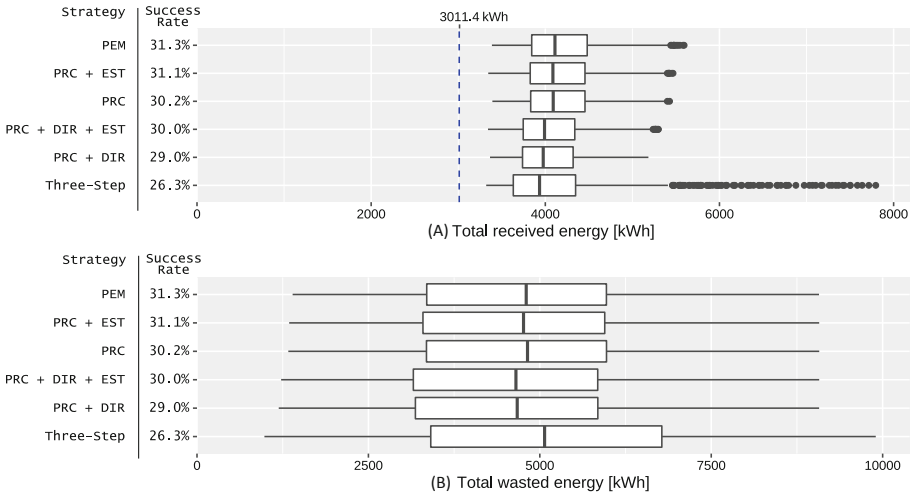 Strategy Success Rate
3011.4 kWh
PEM 31.3%
PRC + EST 31.1%
PRC 30.2%
PRC + DIR + EST 30.0%
PRC + DIR 29.0%
Three-Step 26.3%
0 2000 4000 6000 8000
(A) Total received energy [kWh]
Strategy Success Rate
PEM 31.3%
PRC + EST 31.1%
PRC 30.2%
PRC + DIR + EST 30.0%
PRC + DIR 29.0%
Three-Step 26.3%
0 2500 5000 7500 10000
(B) Total wasted energy [kWh]